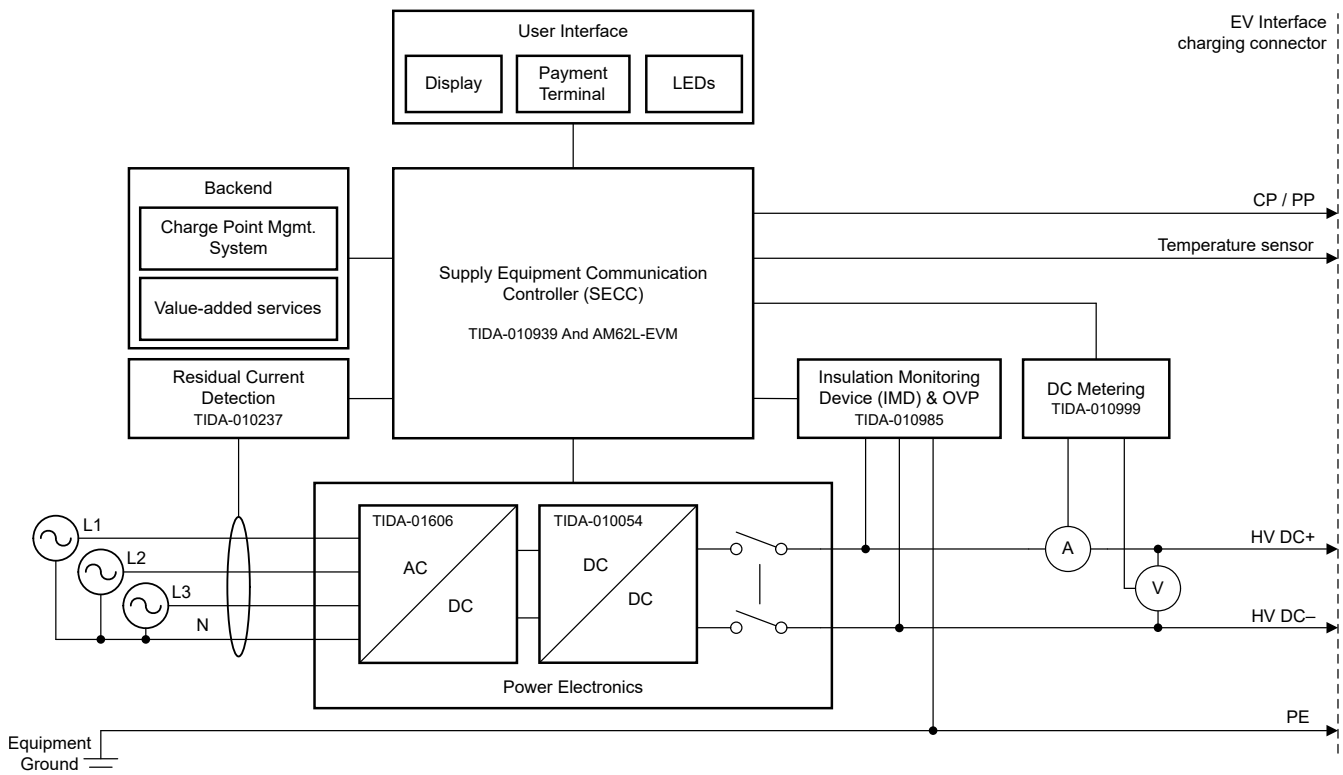 User Interface
Display
Payment
Terminal
LEDs
EV Interface
charging connector
Backend
Charge Point Mgmt.
System
Value-added services
Supply Equipment Communication
Controller (SECC)
TIDA-010939 And AM62L-EVM
CP / PP
Temperature sensor
Residual Current
Detection
TIDA-010237
Insulation Monitoring
Device (IMD) & OVP
TIDA-010985
DC Metering
TIDA-010999
L1
L2
L3
N
TIDA-01606
AC
DC
TIDA-010054
DC
DC
Power Electronics
A
V
HV DC+
HV DC–
PE
Equipment
Ground